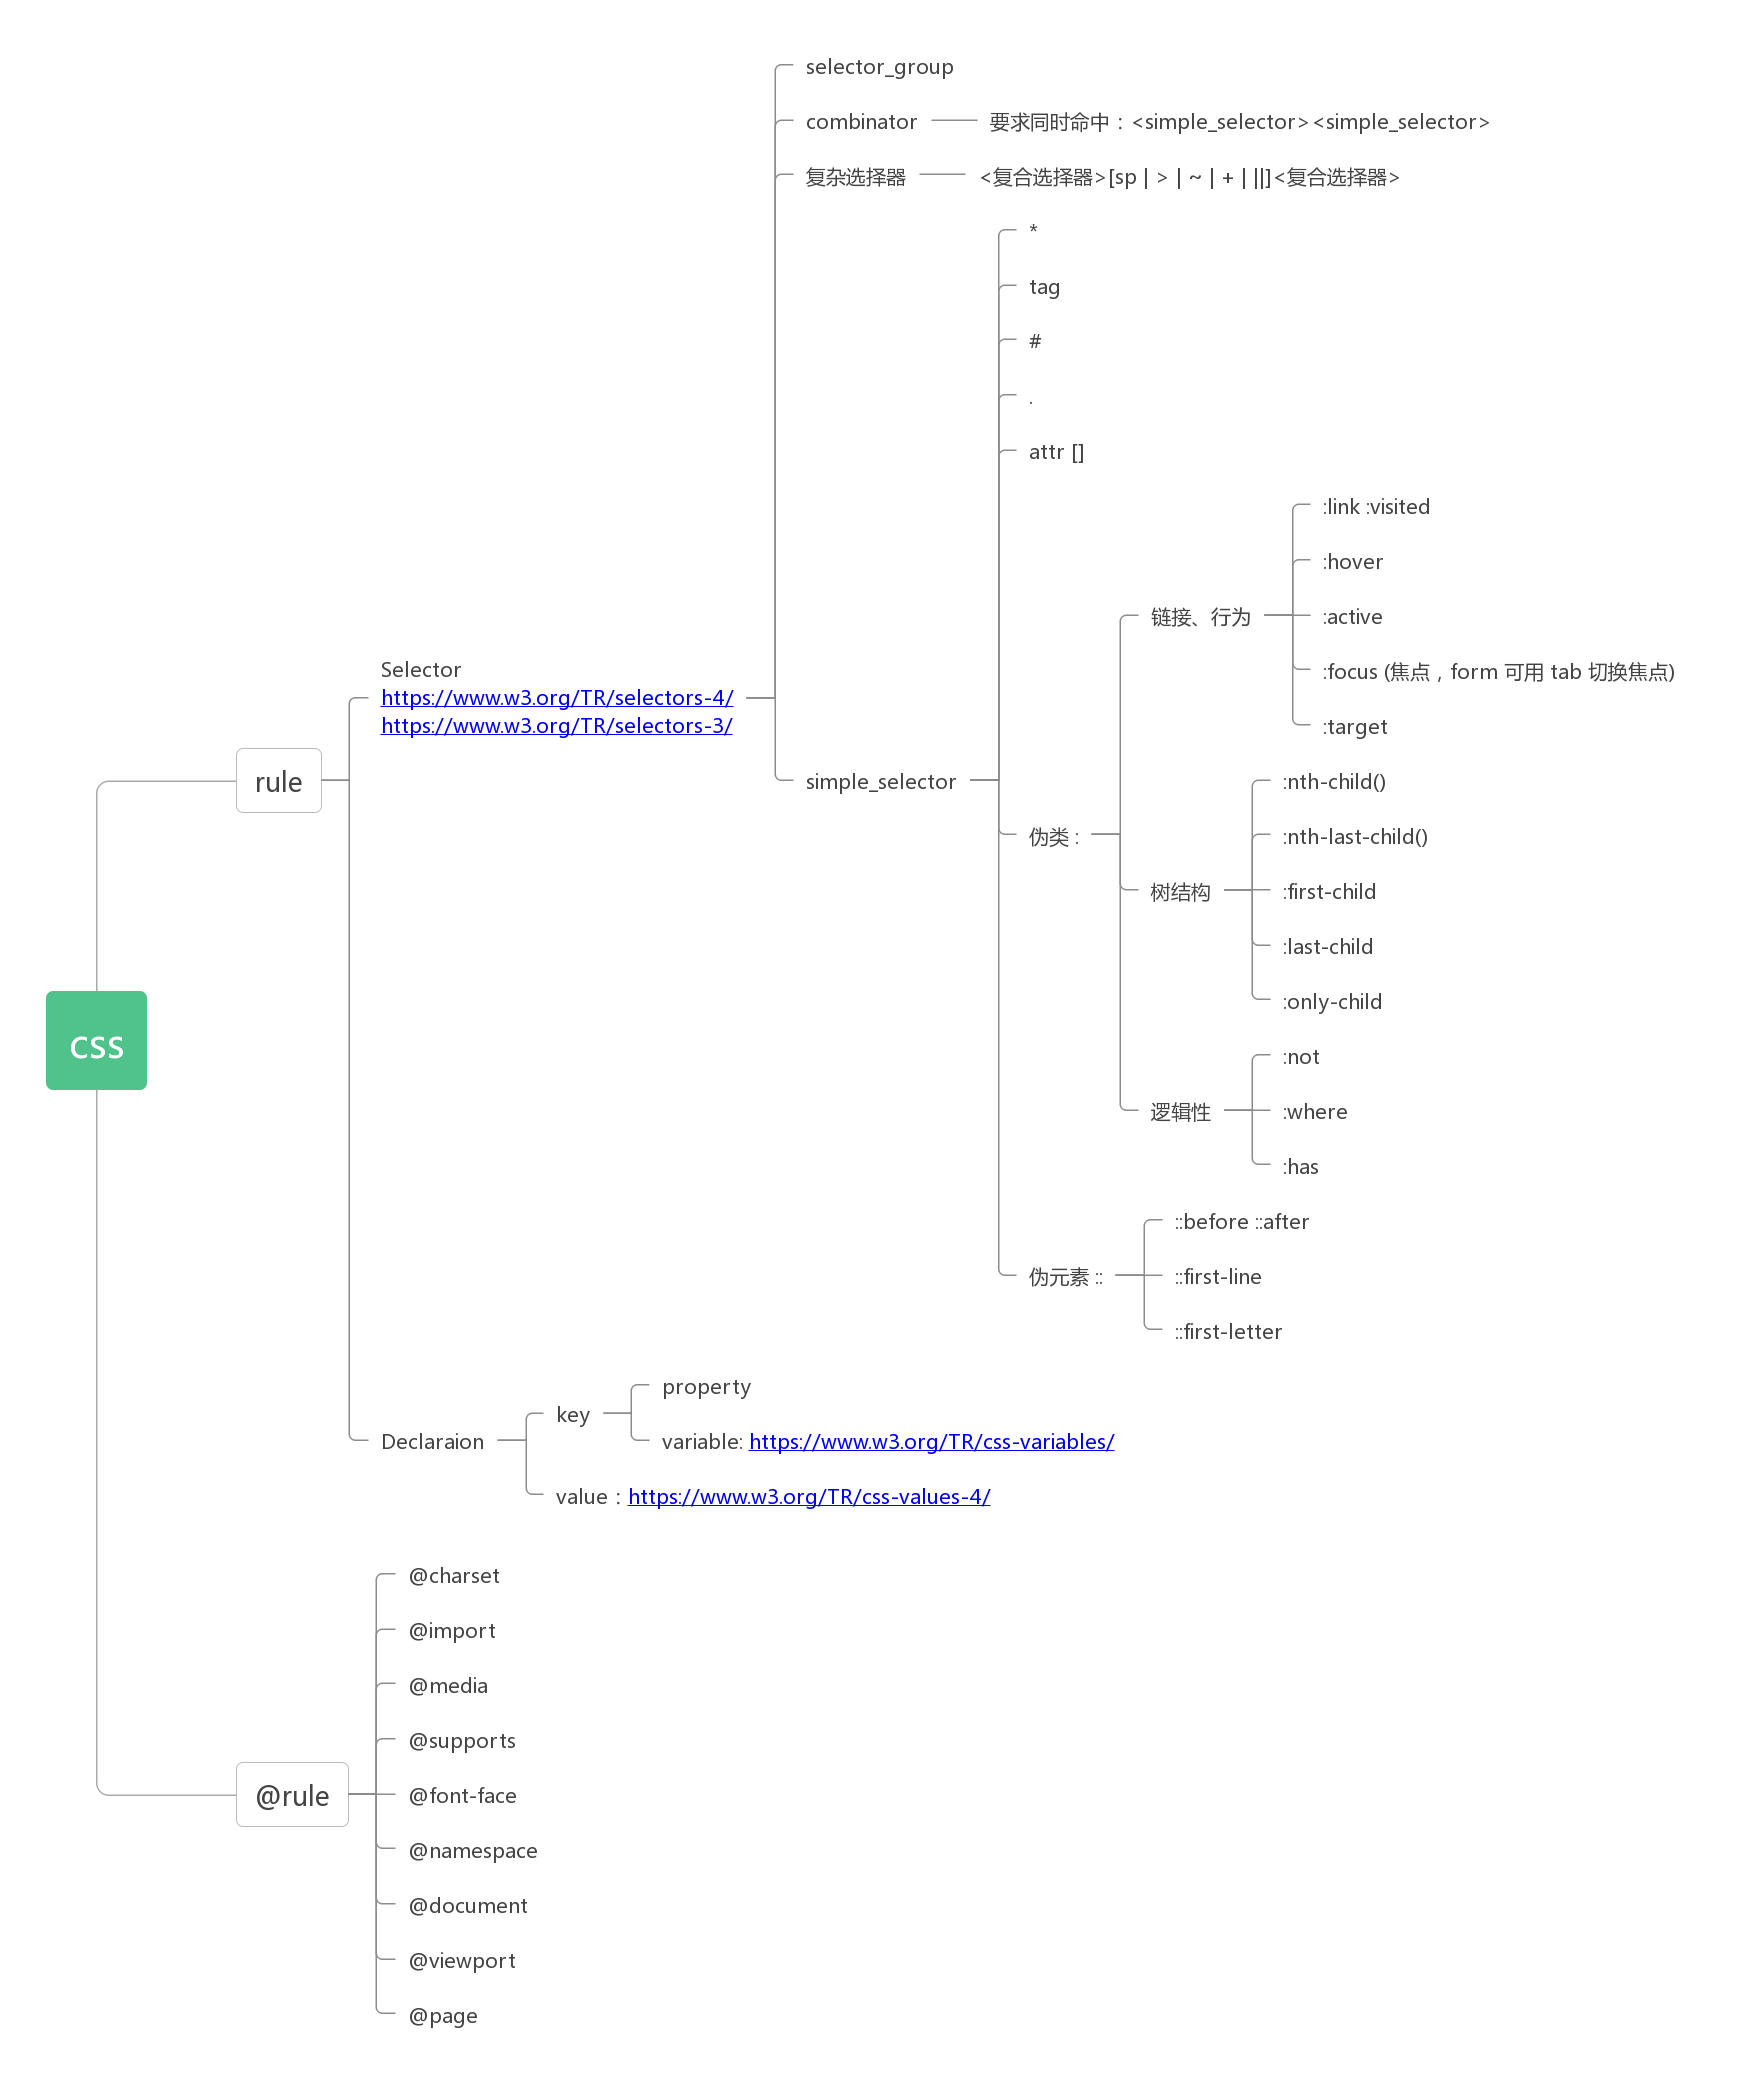 css
rule
Selector
https://www.w3.org/TR/selectors-4/
https://www.w3.org/TR/selectors-3/
selector_group
combinator
要求同时命中：<simple_selector><simple_selector>
复杂选择器
<复合选择器>[sp | > | ~ | + | ||]<复合选择器>
simple_selector
*
tag
#
.
attr []
伪类 :
链接、行为
:link :visited
:hover
:active
:focus (焦点，form 可用 tab 切换焦点)
:target
树结构
:nth-child()
:nth-last-child()
:first-child
:last-child
:only-child
逻辑性
:not
:where
:has
伪元素 ::
::before ::after
::first-line
::first-letter
Declaraion
key
property
variable: https://www.w3.org/TR/css-variables/
value：https://www.w3.org/TR/css-values-4/
@rule
@charset
@import
@media
@supports
@font-face
@namespace
@document
@viewport
@page